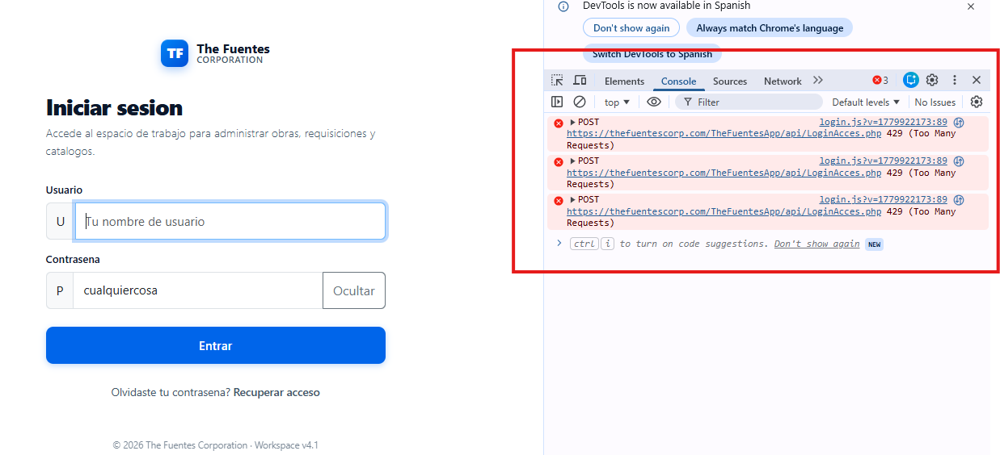 TF
The Fuentes
CORPORATION
Iniciar sesion
Accede al espacio de trabajo para administrar obras, requisiciones y
catalogos.
Usuario
U
Tu nombre de usuario
Contrasena
P
cualquiercosa
Ocultar
Entrar
Olvidaste tu contrasena? Recuperar acceso
© 2026 The Fuentes Corporation · Workspace v4.1
DevTools is now available in Spanish
Don't show again
Always match Chrome's language
Switch DevTools to Spanish
Elements Console Sources Network 3
top Filter Default levels No Issues
POST login.js?v=1779922173:89
https://thefuentescorp.com/TheFuentesApp/api/LoginAcces.php 429 (Too Many
Requests)
POST login.js?v=1779922173:89
https://thefuentescorp.com/TheFuentesApp/api/LoginAcces.php 429 (Too Many
Requests)
POST login.js?v=1779922173:89
https://thefuentescorp.com/TheFuentesApp/api/LoginAcces.php 429 (Too Many
Requests)
ctrl i to turn on code suggestions. Don't show again NEW